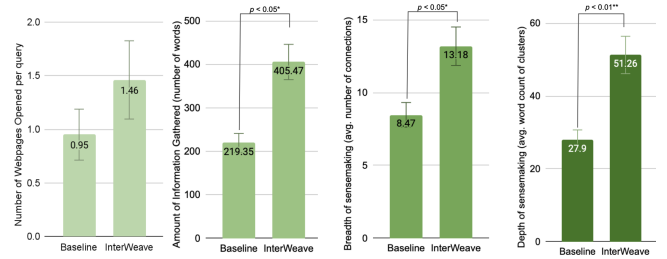 Number of Webpages Opened per query
2.0
1.5
1.0
0.5
0.0
0.95
1.46
Baseline
InterWeave
Amount of Information Gathered (number of words)
p < 0.05*
500
400
300
200
100
0
219.35
405.47
Baseline
InterWeave
Breadth of sensemaking (avg. number of connections)
p < 0.05*
15
10
5
0
8.47
13.18
Baseline
InterWeave
Depth of sensemaking (avg. word count of clusters)
p < 0.01**
60
40
20
0
27.9
51.26
Baseline
InterWeave